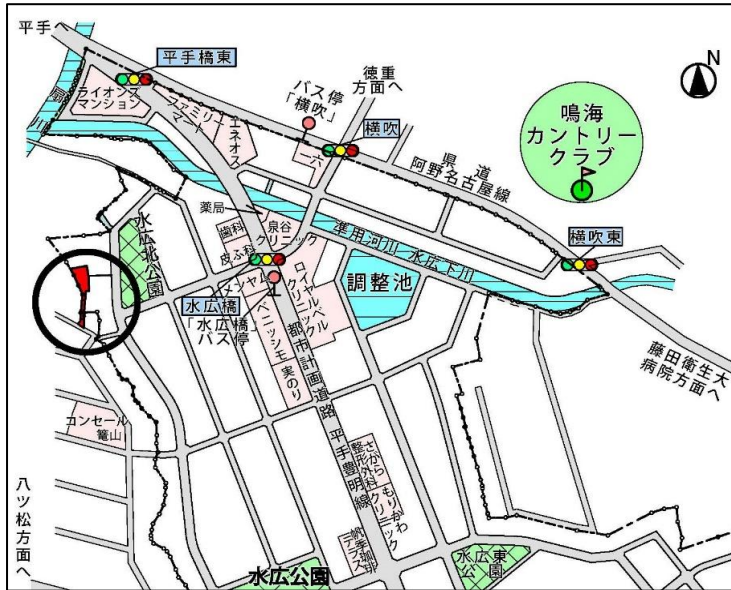 平手へ
平手橋東
ライオンズ
マンション
ファミリー
マート
エネオス
扇川
バス停
「横吹」
徳重
方面へ
横吹
一六
N
鳴海
カントリー
クラブ
県道
阿野名古屋線
横吹東
準用河川 水広下川
薬局
歯科
皮ふ科
泉谷
クリニック
水広北公園
水広橋
「水広橋」
バス停
ロイヤルベル
クリニック
ベニッシモ
実のり
調整池
都市計画道路 平手豊明線
藤田衛生大
病院方面へ
コンセール
篭山
さから
整形外科
もりかわ
クリニック
八ツ松方面へ
水広公園
水広東
公園